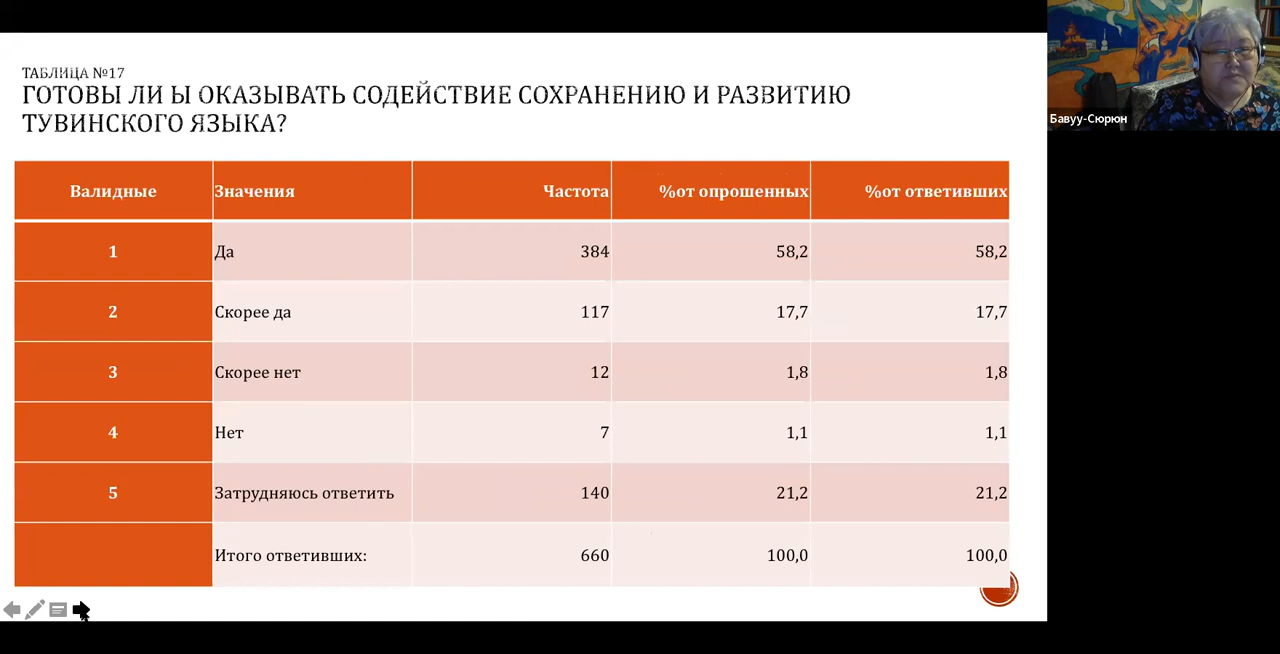 ТАБЛИЦА №17
ГОТОВЫ ЛИ Ы ОКАЗЫВАТЬ СОДЕЙСТВИЕ СОХРАНЕНИЮ И РАЗВИТИЮ
ТУВИНСКОГО ЯЗЫКА?
Бавуу-Сюрюн
Валидные Значения Частота %от опрошенных %от ответивших
1 Да 384 58,2 58,2
2 Скорее да 117 17,7 17,7
3 Скорее нет 12 1,8 1,8
4 Нет 7 1,1 1,1
5 Затрудняюсь ответить 140 21,2 21,2
Итого ответивших: 660 100,0 100,0